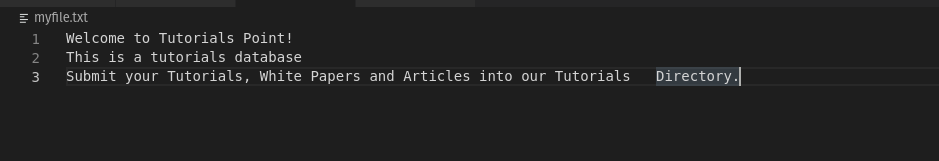 myfile.txt
1 Welcome to Tutorials Point!
2 This is a tutorials database
3 Submit your Tutorials, White Papers and Articles into our Tutorials   Directory.